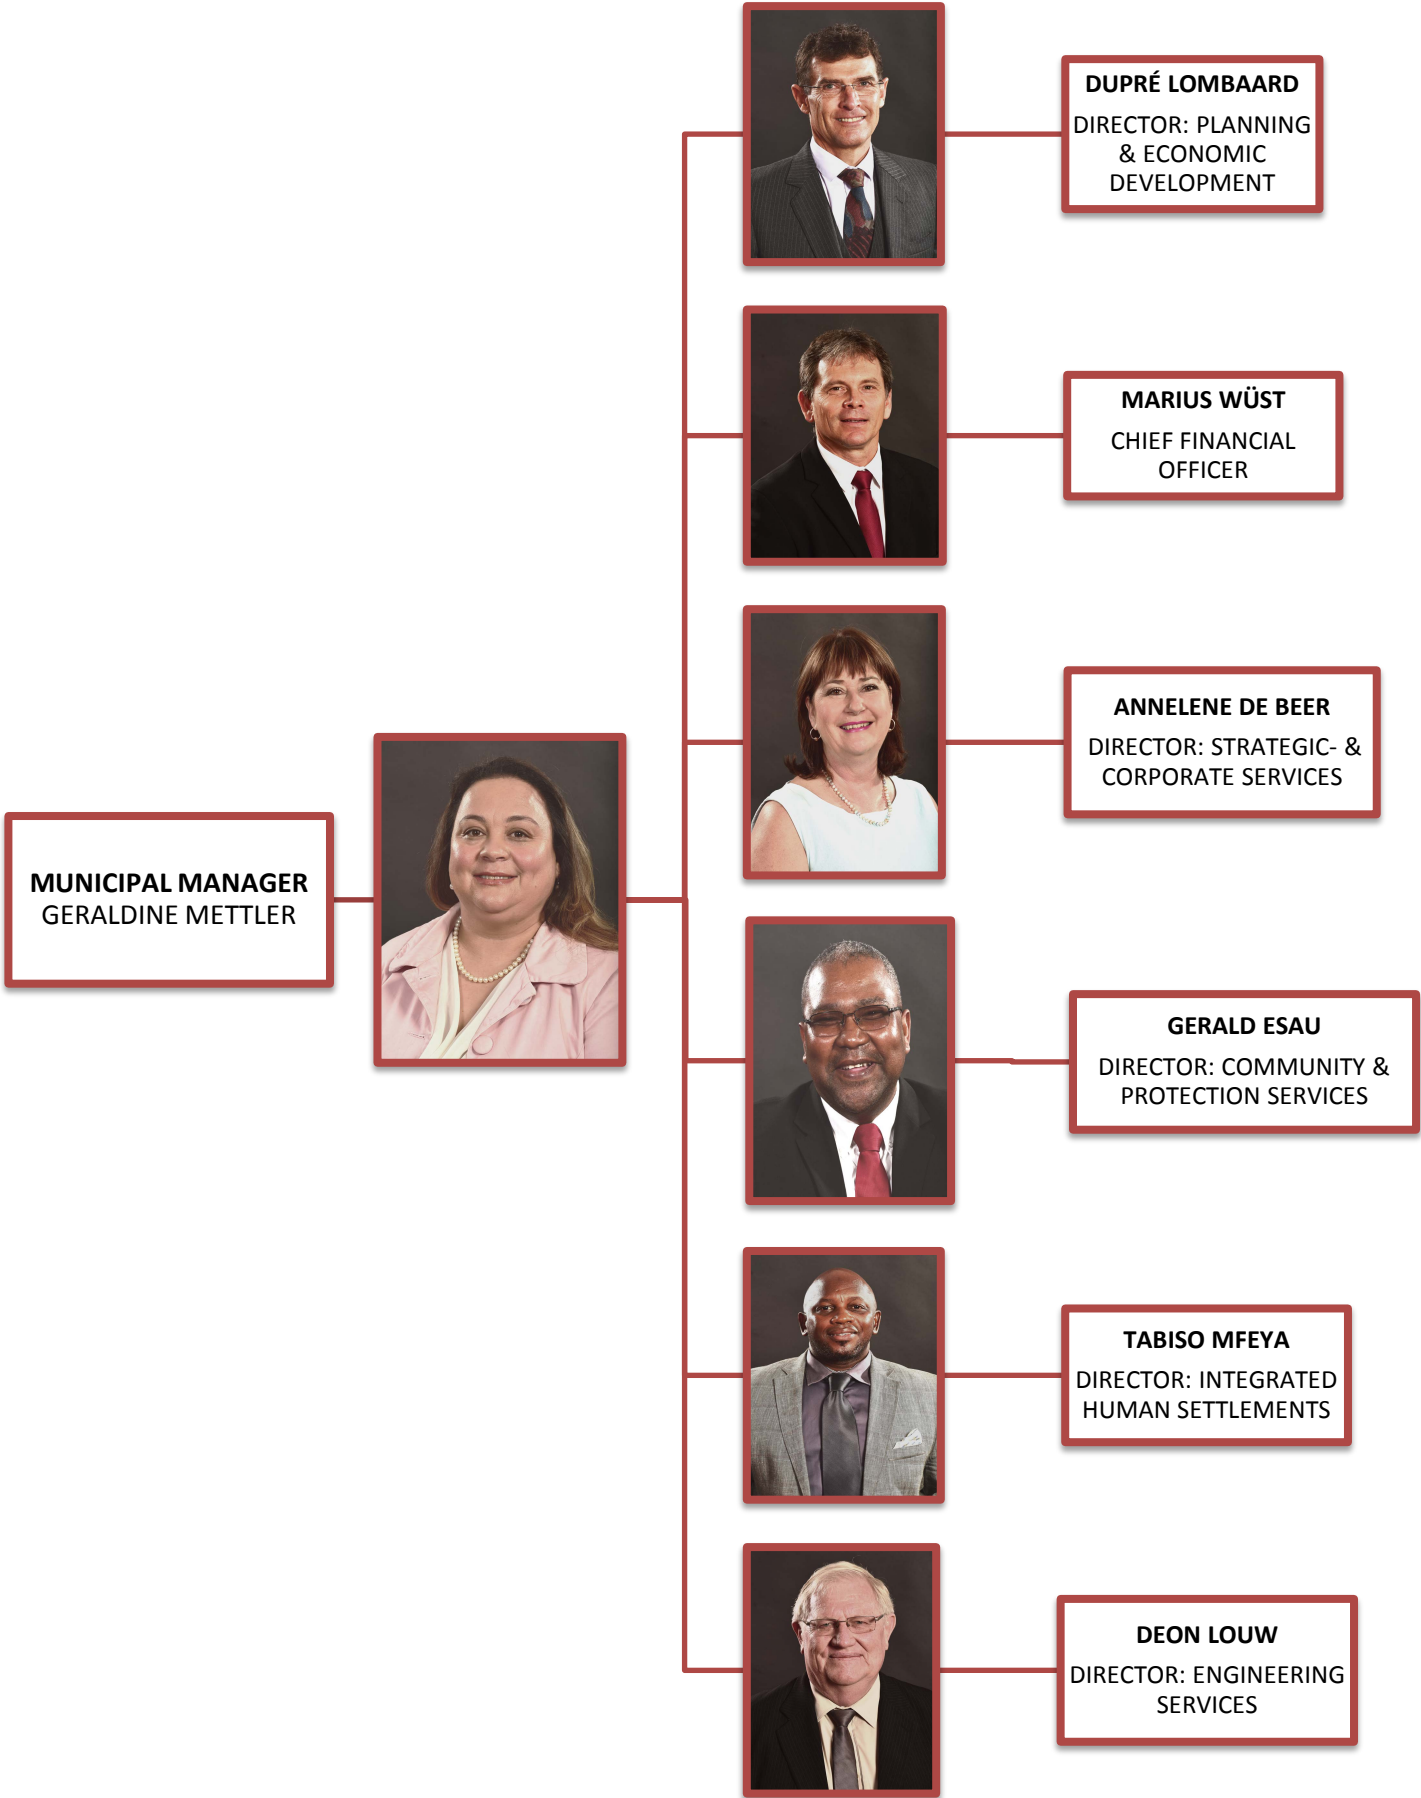 DUPRÉ LOMBAARD
DIRECTOR: PLANNING
& ECONOMIC
DEVELOPMENT
MARIUS WÜST
CHIEF FINANCIAL
OFFICER
ANNELENE DE BEER
DIRECTOR: STRATEGIC- &
CORPORATE SERVICES
MUNICIPAL MANAGER
GERALDINE METTLER
GERALD ESAU
DIRECTOR: COMMUNITY &
PROTECTION SERVICES
TABISO MFEYA
DIRECTOR: INTEGRATED
HUMAN SETTLEMENTS
DEON LOUW
DIRECTOR: ENGINEERING
SERVICES